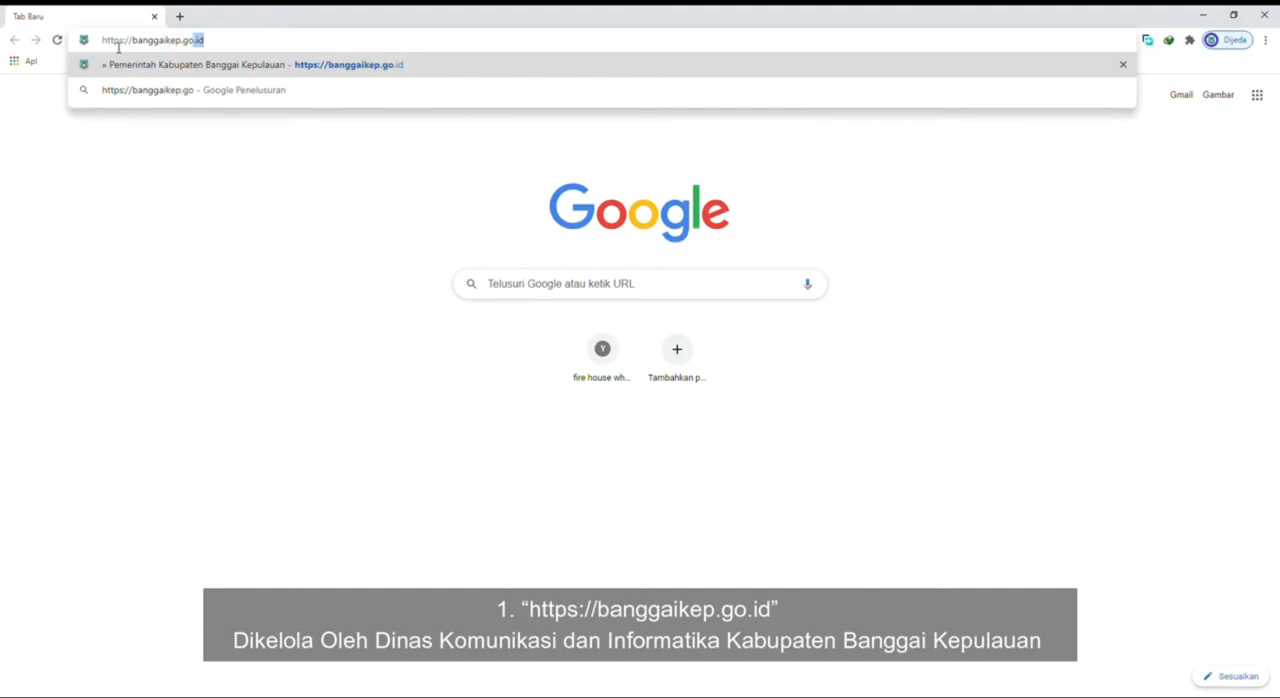 Tab Baru
https://banggaikep.go.id
Dijeda
» Pemerintah Kabupaten Banggai Kepulauan - https://banggaikep.go.id
Apl
https://banggaikep.go - Google Penelusuran
Gmail
Gambar
Google
Telusuri Google atau ketik URL
Y
fire house wh...
Tambahkan p...
1. “https://banggaikep.go.id”
Dikelola Oleh Dinas Komunikasi dan Informatika Kabupaten Banggai Kepulauan
Sesuaikan